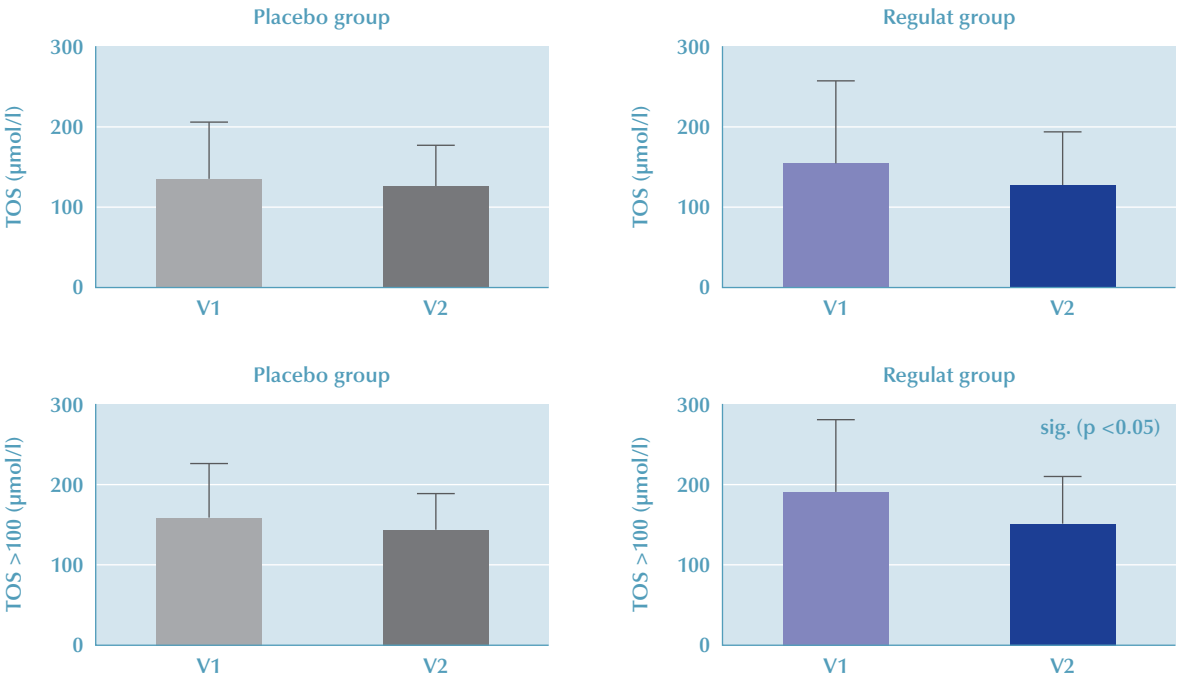 Placebo group
300
200
100
0
TOS (µmol/l)
V1
V2
Regulat group
300
200
100
0
TOS (µmol/l)
V1
V2
Placebo group
300
200
100
0
TOS >100 (µmol/l)
V1
V2
Regulat group
300
200
100
0
TOS >100 (µmol/l)
sig. (p <0.05)
V1
V2